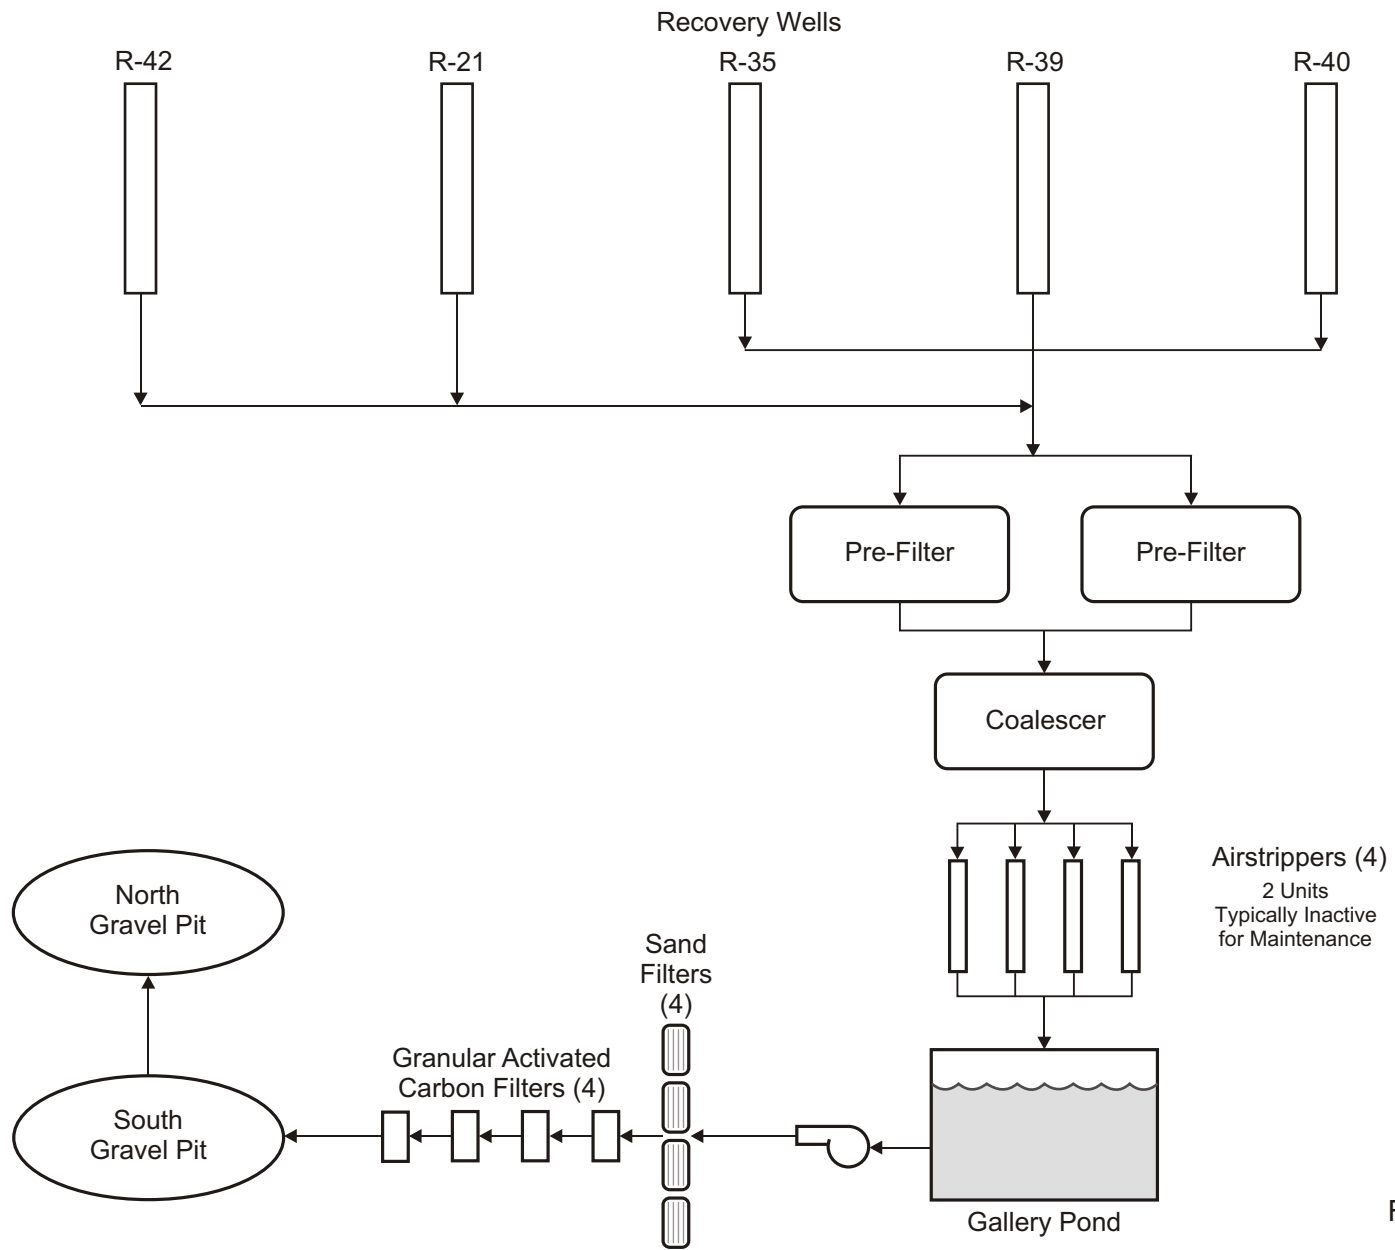 Recovery Wells
R-42
R-21
R-35
R-39
R-40
Pre-Filter
Pre-Filter
Coalescer
Airstrippers (4)
2 Units
Typically Inactive
for Maintenance
North
Gravel Pit
Sand
Filters
(4)
Granular Activated
Carbon Filters (4)
South
Gravel Pit
Gallery Pond